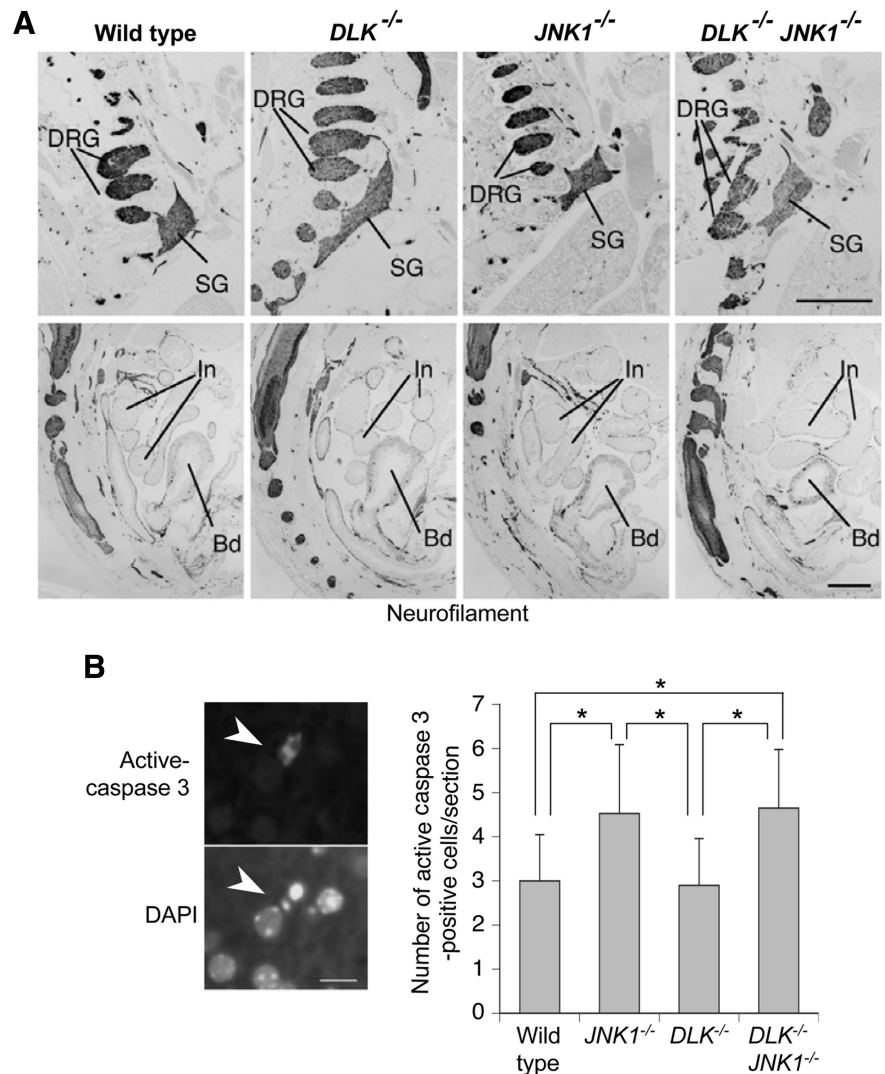 A
Wild type
DLK -/-
JNK1 -/-
DLK -/- JNK1 -/-
DRG
SG
DRG
SG
DRG
SG
DRG
SG
In
Bd
In
Bd
In
Bd
In
Bd
Neurofilament
B
Active-
caspase 3
DAPI
Number of active caspase 3
-positive cells/section
7
6
5
4
3
2
1
0
*
*
*
*
Wild
type
JNK1-/-
DLK-/-
DLK-/-
JNK1-/-